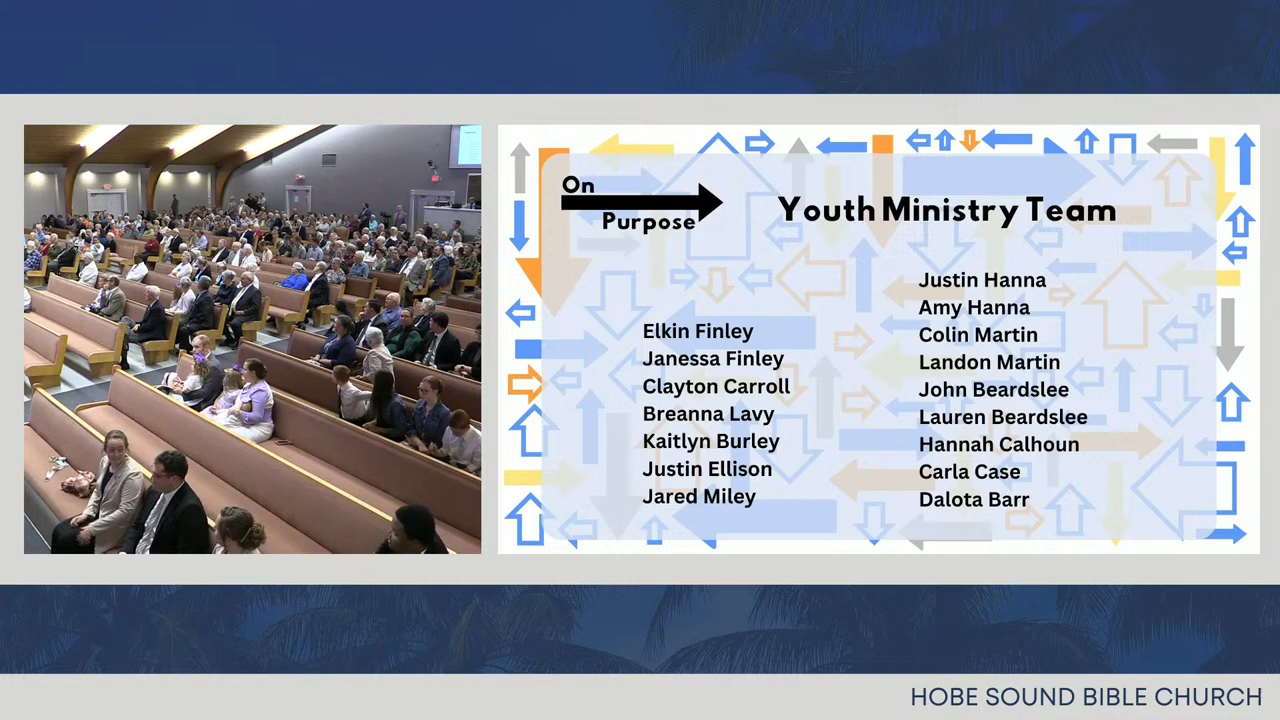 On
Purpose
Youth Ministry Team
Elkin Finley
Janessa Finley
Clayton Carroll
Breanna Lavy
Kaitlyn Burley
Justin Ellison
Jared Miley
Justin Hanna
Amy Hanna
Colin Martin
Landon Martin
John Beardslee
Lauren Beardslee
Hannah Calhoun
Carla Case
Dalota Barr
HOBE SOUND BIBLE CHURCH